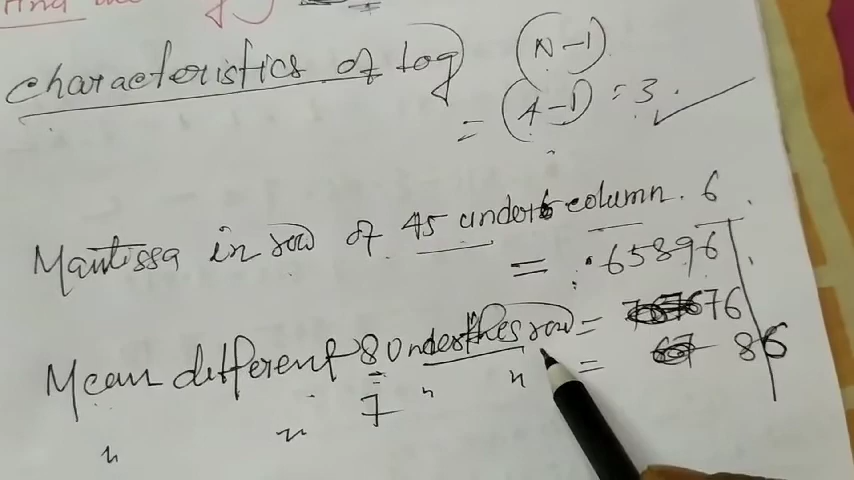 characteristics of log (N-1)
= (4-1) = 3.
Mantissa in row of 45 under column. 6.
= .65896
Mean different 8 Under the's row = 76
" " 7 " " = 86